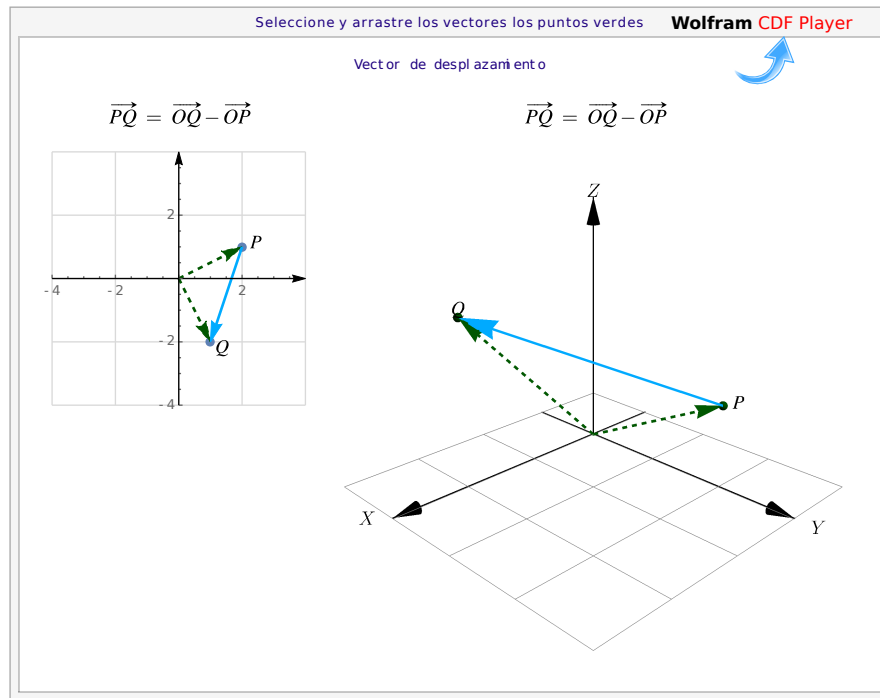 Seleccione y arrastre los vectores los puntos verdes Wolfram CDF Player
Vector de desplazamiento
PQ = OQ − OP
PQ = OQ − OP
2
P
-4 -2 2
-2
Q
-4
Z
Q
P
X
Y